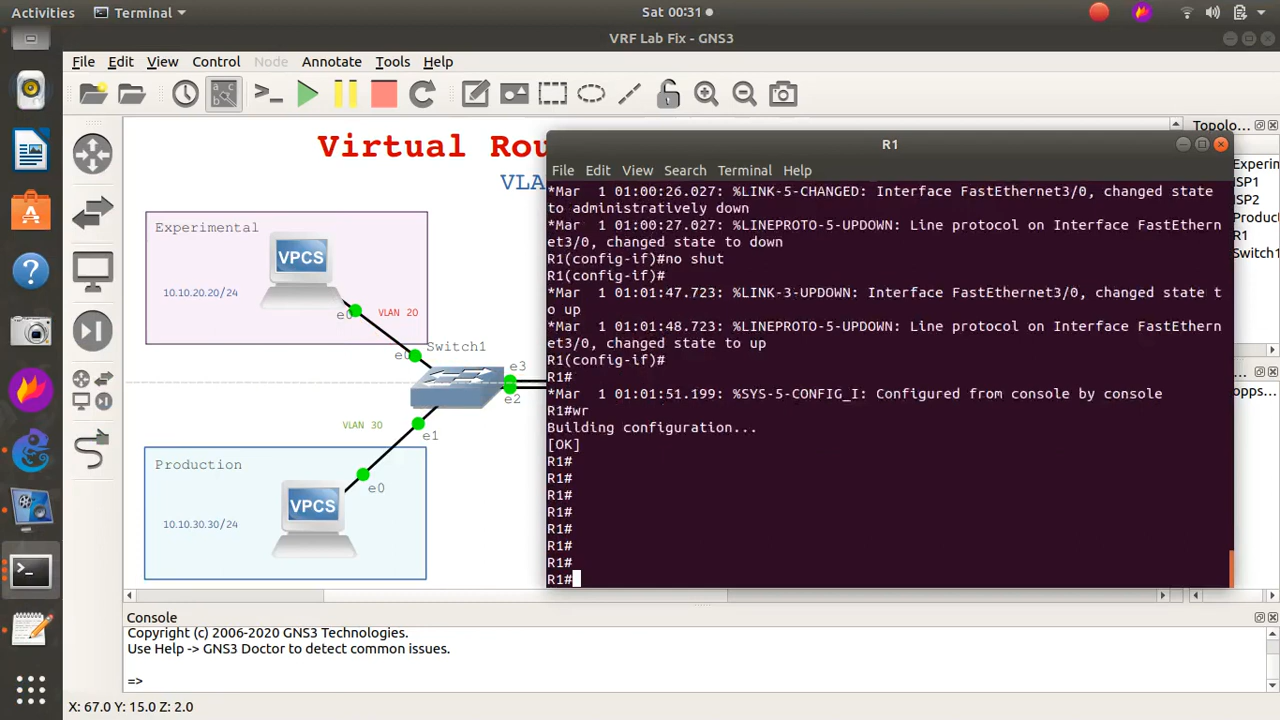 Activities
Terminal
Sat 00:31
VRF Lab Fix - GNS3
File Edit View Control Node Annotate Tools Help
Virtual Rou
VLA
Experimental
VPCS
10.10.20.20/24
e0
VLAN 20
Switch1
e3
e2
VLAN 30
e1
Production
e0
VPCS
10.10.30.30/24
R1
File Edit View Search Terminal Help
*Mar  1 01:00:26.027: %LINK-5-CHANGED: Interface FastEthernet3/0, changed state
to administratively down
*Mar  1 01:00:27.027: %LINEPROTO-5-UPDOWN: Line protocol on Interface FastEthern
et3/0, changed state to down
R1(config-if)#no shut
R1(config-if)#
*Mar  1 01:01:47.723: %LINK-3-UPDOWN: Interface FastEthernet3/0, changed state t
o up
*Mar  1 01:01:48.723: %LINEPROTO-5-UPDOWN: Line protocol on Interface FastEthern
et3/0, changed state to up
R1(config-if)#
R1#
*Mar  1 01:01:51.199: %SYS-5-CONFIG_I: Configured from console by console
R1#wr
Building configuration...
[OK]
R1#
R1#
R1#
R1#
R1#
R1#
R1#
R1#
Topolo...
Experim
ISP1
ISP2
Produc
R1
Switch1
opps...
Console
Copyright (c) 2006-2020 GNS3 Technologies.
Use Help -> GNS3 Doctor to detect common issues.
=>
X: 67.0 Y: 15.0 Z: 2.0